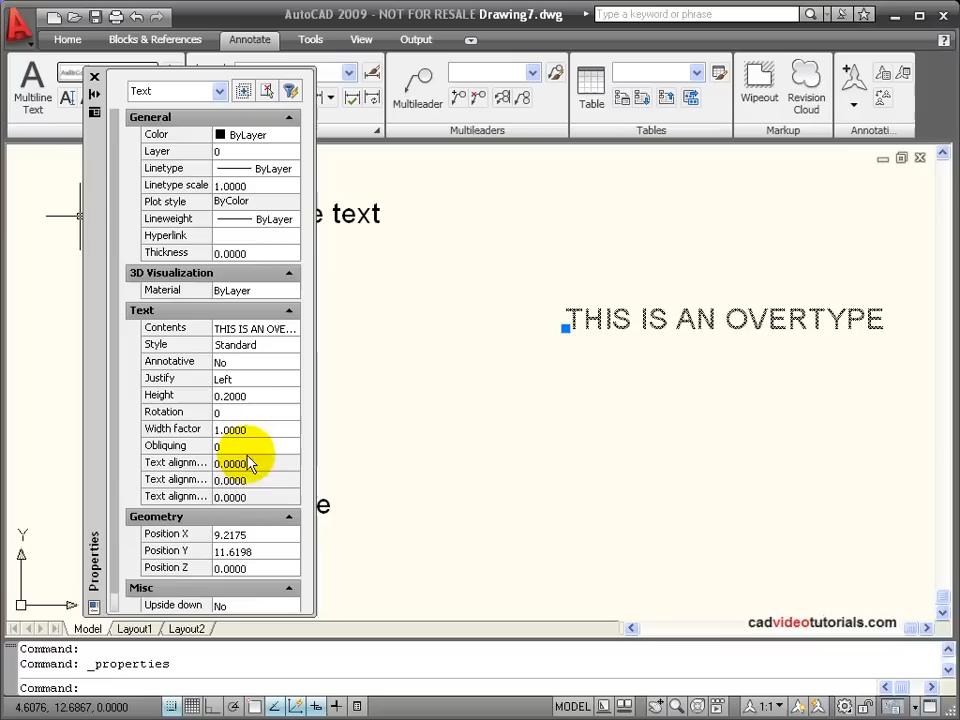 AutoCAD 2009 - NOT FOR RESALE Drawing7.dwg
Type a keyword or phrase
Home Blocks & References Annotate Tools View Output
Multiline
Text
Multileader
Table
Wipeout
Revision
Cloud
Multileaders
Tables
Markup
Annotati...
Text
General
Color ByLayer
Layer 0
Linetype ByLayer
Linetype scale 1.0000
Plot style ByColor
Lineweight ByLayer
Hyperlink
Thickness 0.0000
3D Visualization
Material ByLayer
Text
Contents THIS IS AN OVE...
Style Standard
Annotative No
Justify Left
Height 0.2000
Rotation 0
Width factor 1.0000
Obliquing 0
Text alignm... 0.0000
Text alignm... 0.0000
Text alignm... 0.0000
Geometry
Position X 9.2175
Position Y 11.6198
Position Z 0.0000
Misc
Upside down No
Properties
e text
THIS IS AN OVERTYPE
e
Y
cadvideotutorials.com
Model Layout1 Layout2
Command:
Command: _properties
Command:
4.6076, 12.6867, 0.0000
MODEL
1:1